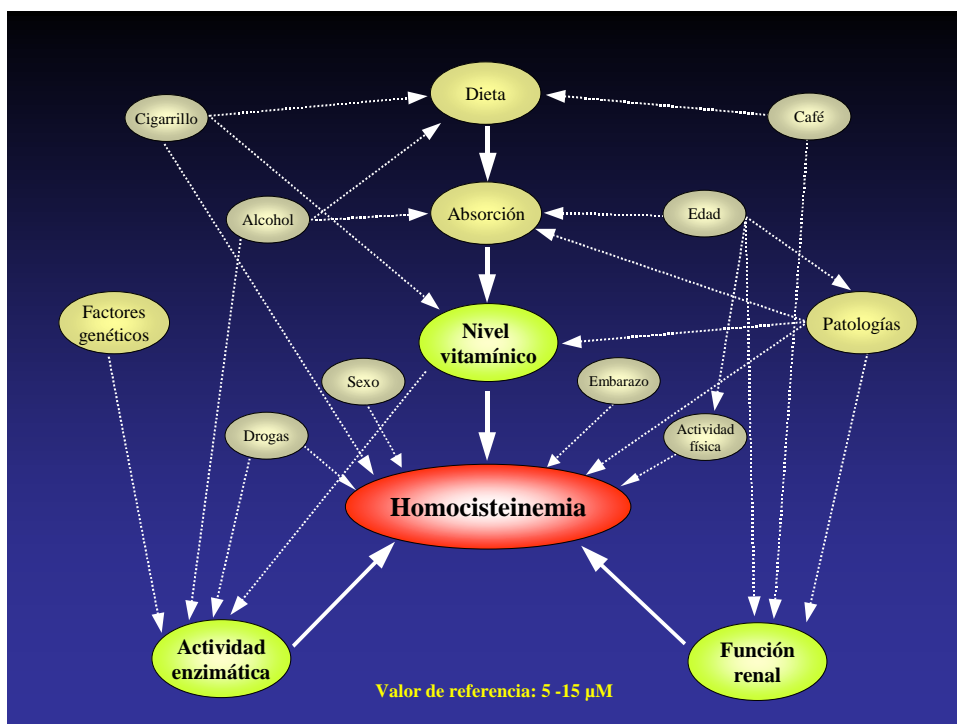 Dieta
Cigarrillo
Café
Alcohol
Absorción
Edad
Factores
genéticos
Nivel
vitamínico
Patologías
Sexo
Embarazo
Drogas
Actividad
física
Homocisteinemia
Actividad
enzimática
Función
renal
Valor de referencia: 5 -15 µM